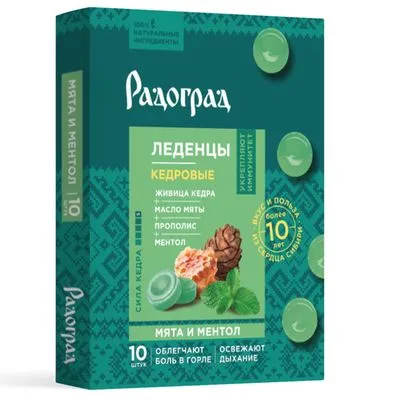 100%
НАТУРАЛЬНЫЕ
ИНГРЕДИЕНТЫ
Радоград
ЛЕДЕНЦЫ
КЕДРОВЫЕ
ЖИВИЦА КЕДРА
+ МАСЛО МЯТЫ
+ ПРОПОЛИС
+ МЕНТОЛ
УКРЕПЛЯЮТ
ИММУНИТЕТ
СИЛА КЕДРА
ВКУС И ПОЛЬЗА
более
10
лет
ИЗ СЕРДЦА СИБИРИ
МЯТА И МЕНТОЛ
10
ШТУК
ОБЛЕГЧАЮТ
БОЛЬ В ГОРЛЕ
ОСВЕЖАЮТ
ДЫХАНИЕ
МЯТА И МЕНТОЛ
10
ШТУК
Радоград